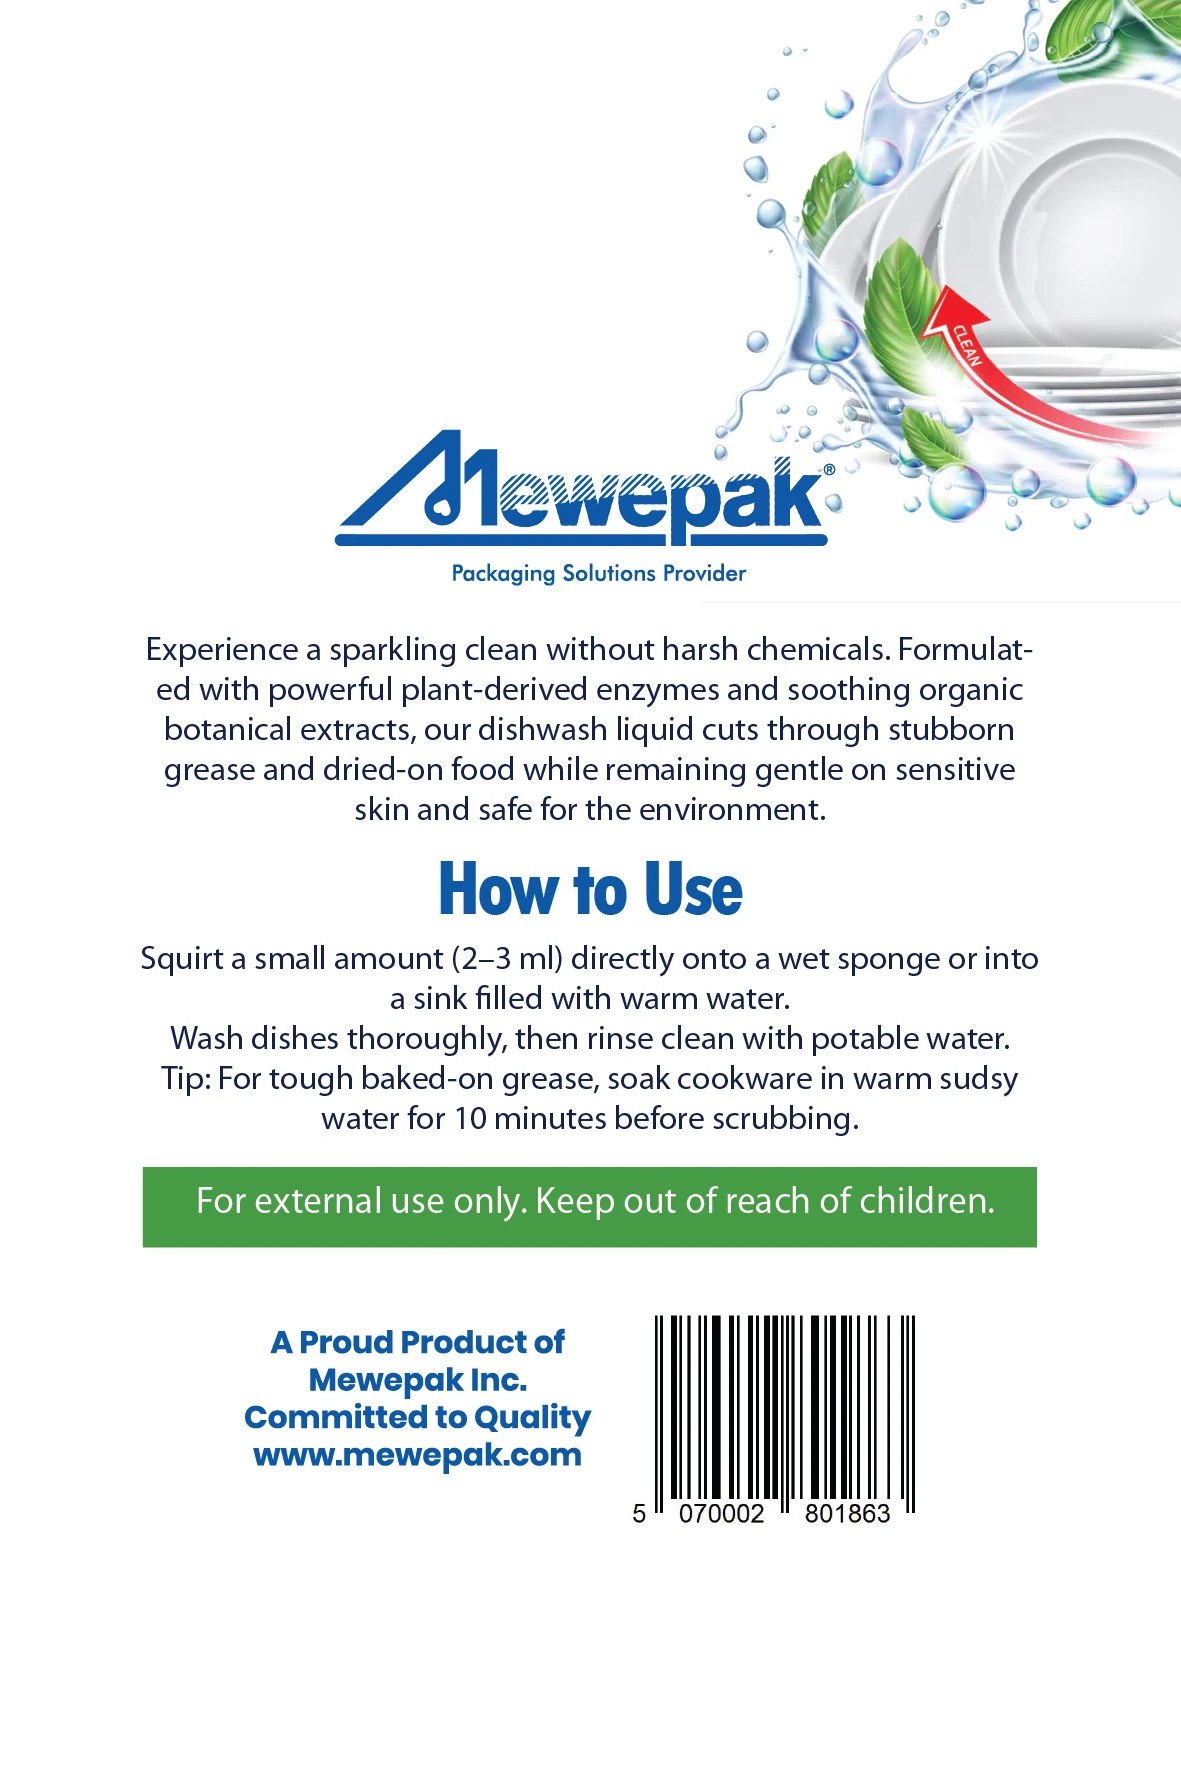 CLEAN
Mewepak®
Packaging Solutions Provider
Experience a sparkling clean without harsh chemicals. Formulat-
ed with powerful plant-derived enzymes and soothing organic
botanical extracts, our dishwash liquid cuts through stubborn
grease and dried-on food while remaining gentle on sensitive
skin and safe for the environment.
How to Use
Squirt a small amount (2–3 ml) directly onto a wet sponge or into
a sink filled with warm water.
Wash dishes thoroughly, then rinse clean with potable water.
Tip: For tough baked-on grease, soak cookware in warm sudsy
water for 10 minutes before scrubbing.
For external use only. Keep out of reach of children.
A Proud Product of
Mewepak Inc.
Committed to Quality
www.mewepak.com
5 070002 801863